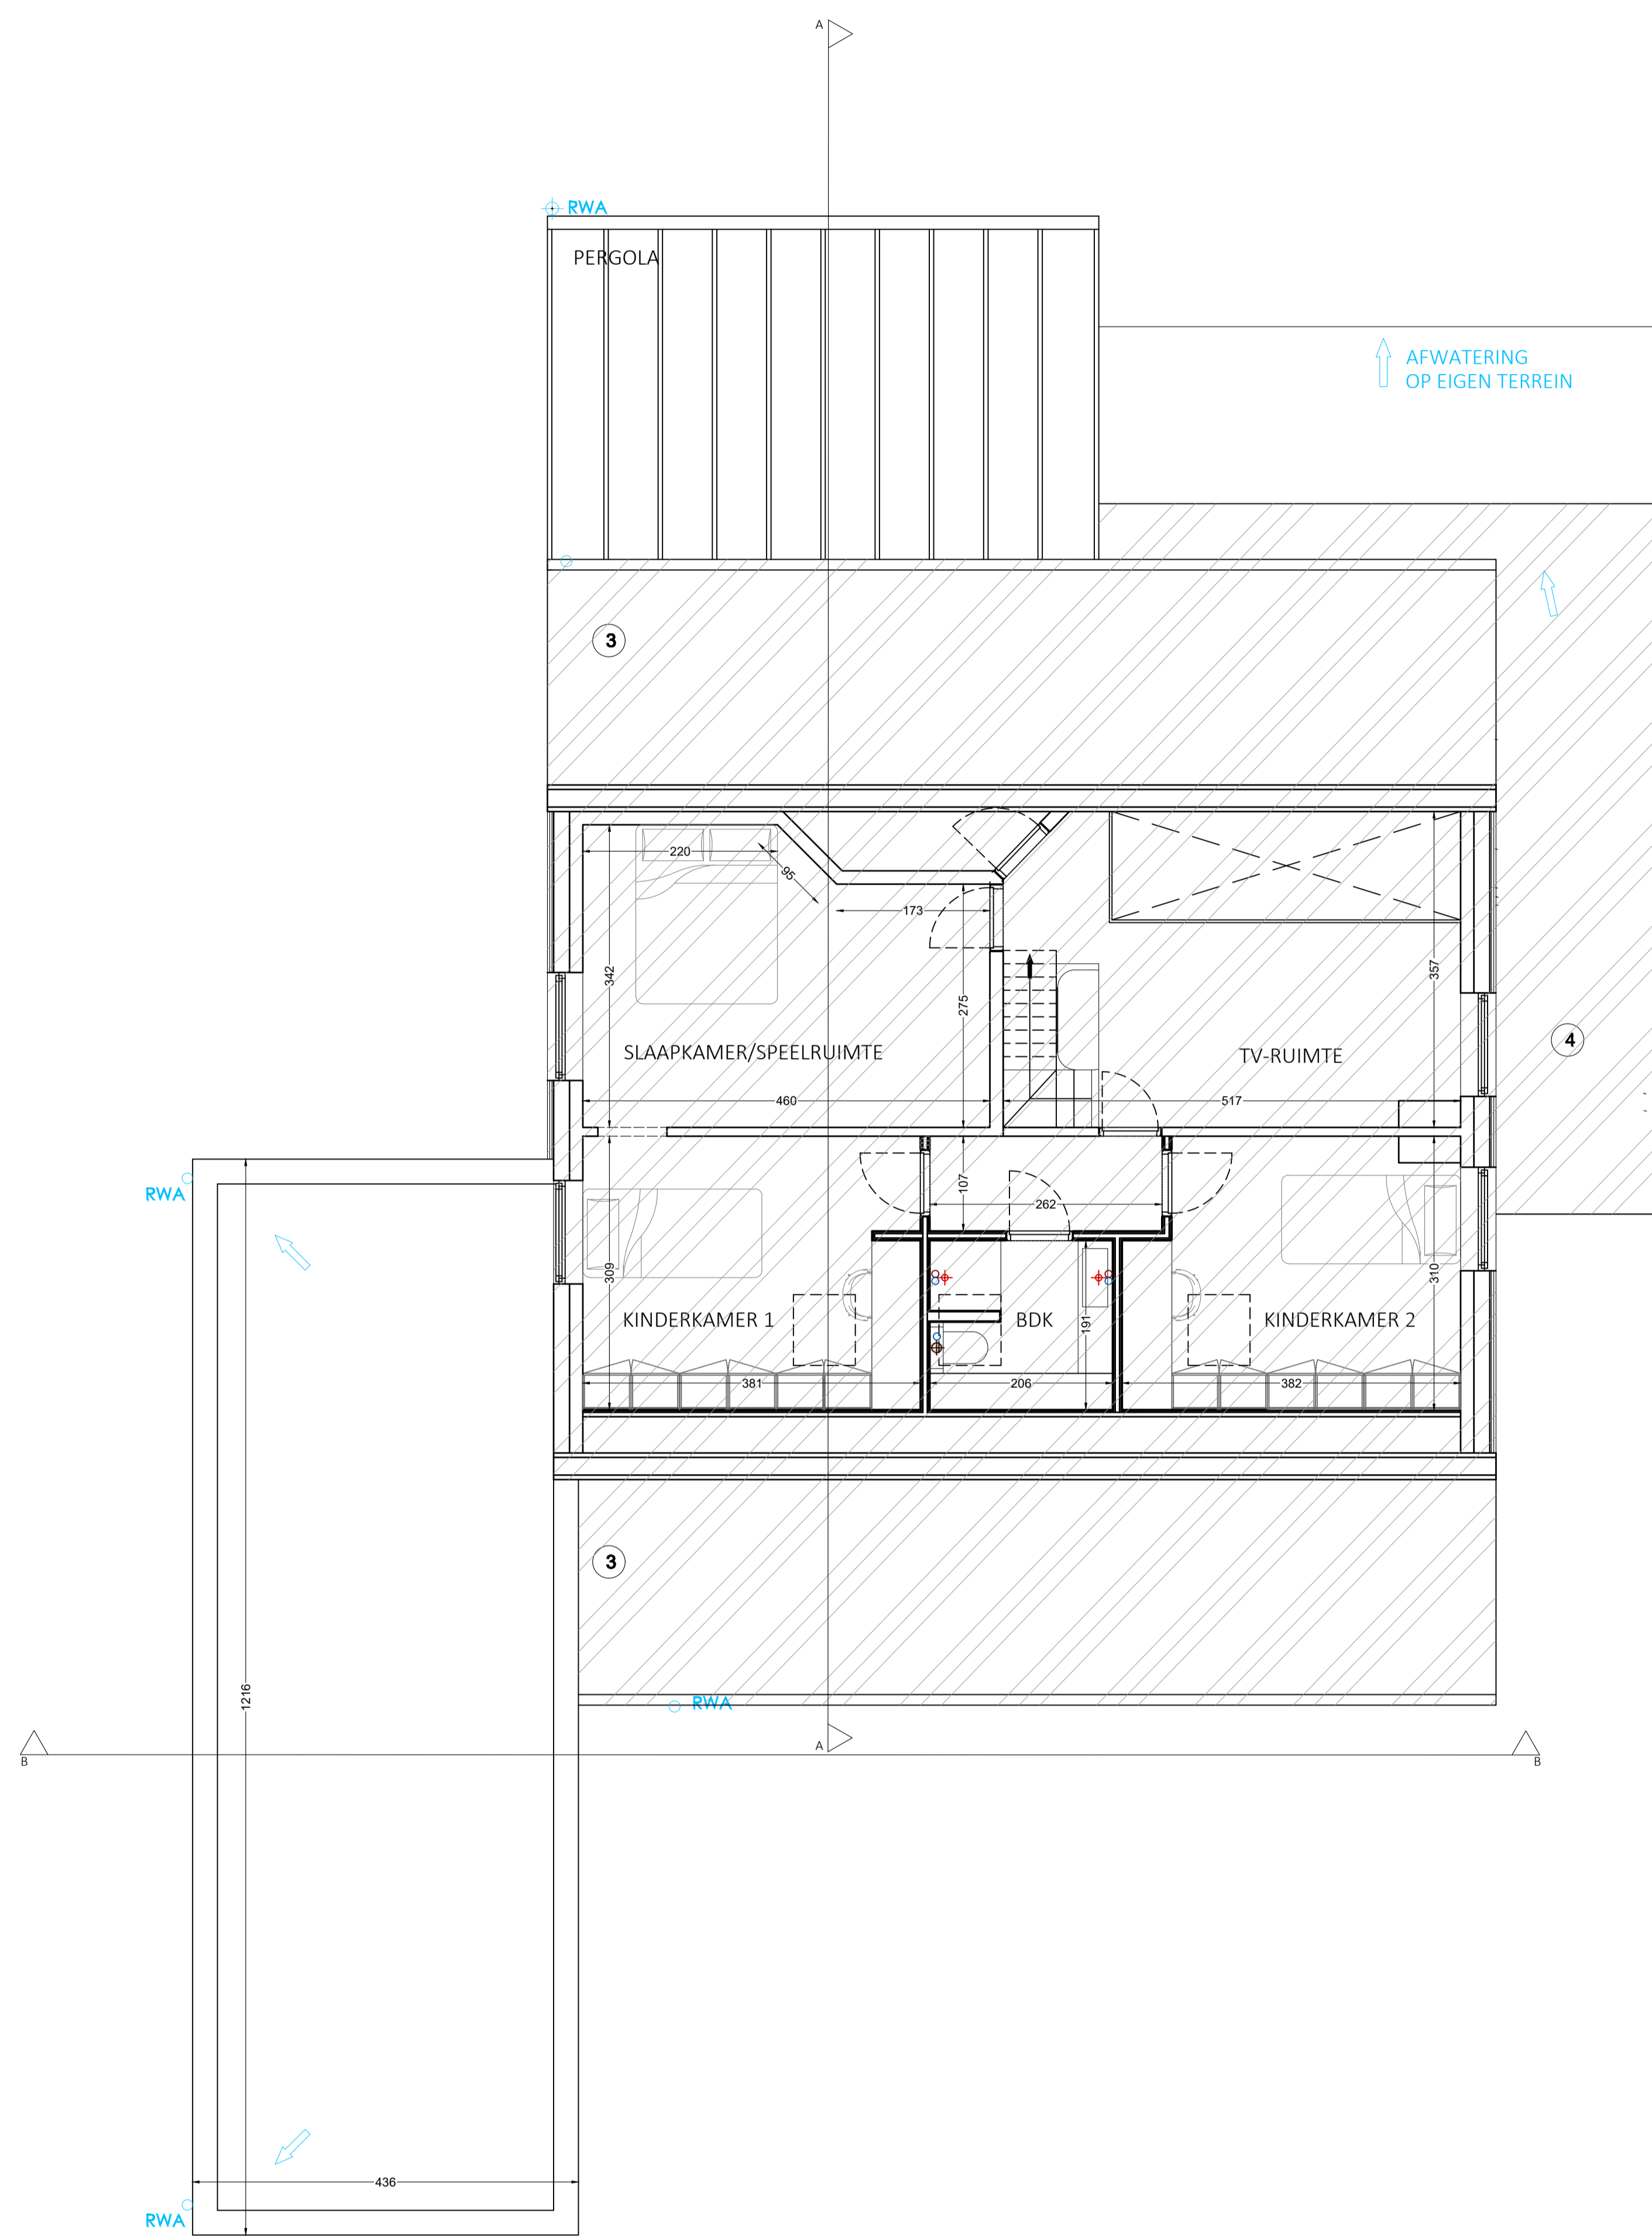 A
RWA
PERGOLA
AFWATERING
OP EIGEN TERREIN
3
220
95
173
342
275
357
SLAAPKAMER/SPEELRUIMTE
TV-RUIMTE
4
460
517
RWA
107
262
309
310
KINDERKAMER 1
BDK
191
KINDERKAMER 2
381
206
382
3
1216
RWA
A
B
B
436
RWA